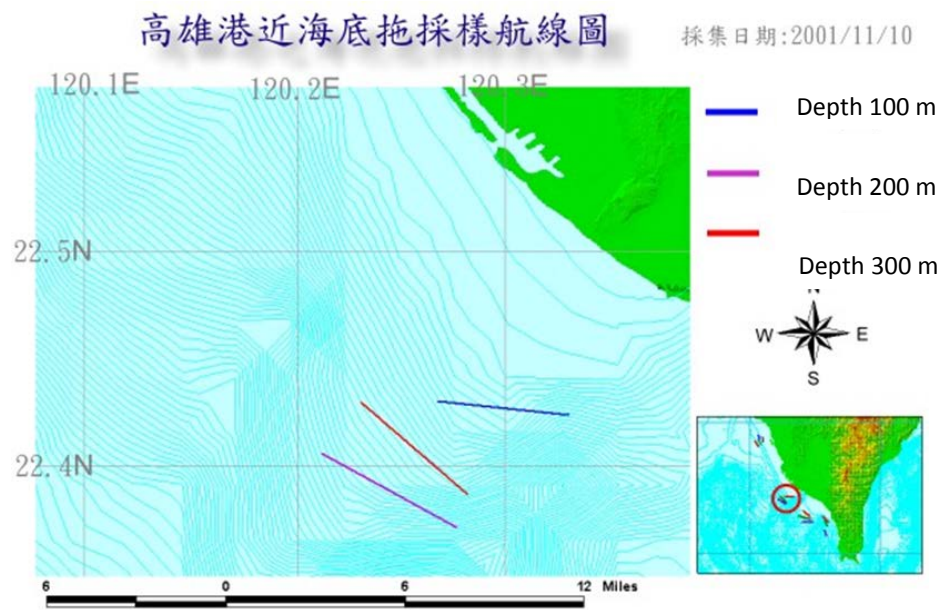 高雄港近海底拖採樣航線圖
採集日期:2001/11/10
120.1E
120.2E
120.3E
22.5N
22.4N
Depth 100 m
Depth 200 m
Depth 300 m
N
W
E
S
6 0 6 12 Miles